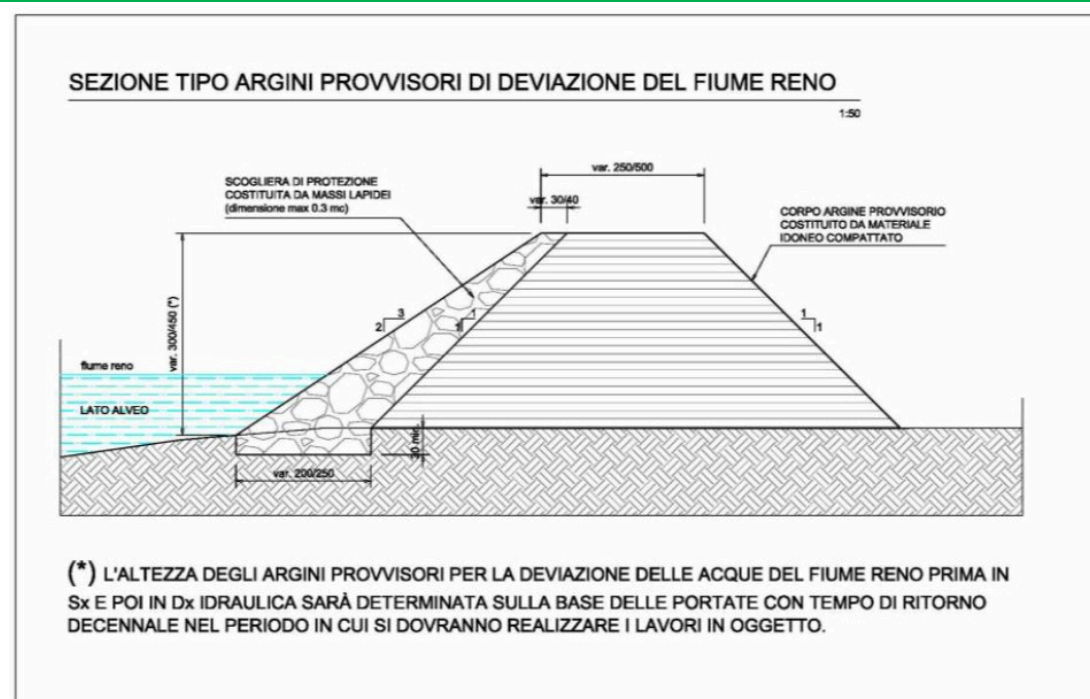 SEZIONE TIPO ARGINI PROVVISORI DI DEVIAZIONE DEL FIUME RENO
1:50
var. 250/500
SCOGLIERA DI PROTEZIONE
COSTITUITA DA MASSI LAPIDEI
(dimensione max 0.3 mc)
var. 30/40
CORPO ARGINE PROVVISORIO
COSTITUITO DA MATERIALE
IDONEO COMPATTATO
var. 300/450 (*)
3
2
1
1
1
1
fiume reno
LATO ALVEO
min.
var. 200/250
(*) L'ALTEZZA DEGLI ARGINI PROVVISORI PER LA DEVIAZIONE DELLE ACQUE DEL FIUME RENO PRIMA IN
Sx E POI IN Dx IDRAULICA SARÀ DETERMINATA SULLA BASE DELLE PORTATE CON TEMPO DI RITORNO
DECENNALE NEL PERIODO IN CUI SI DOVRANNO REALIZZARE I LAVORI IN OGGETTO.